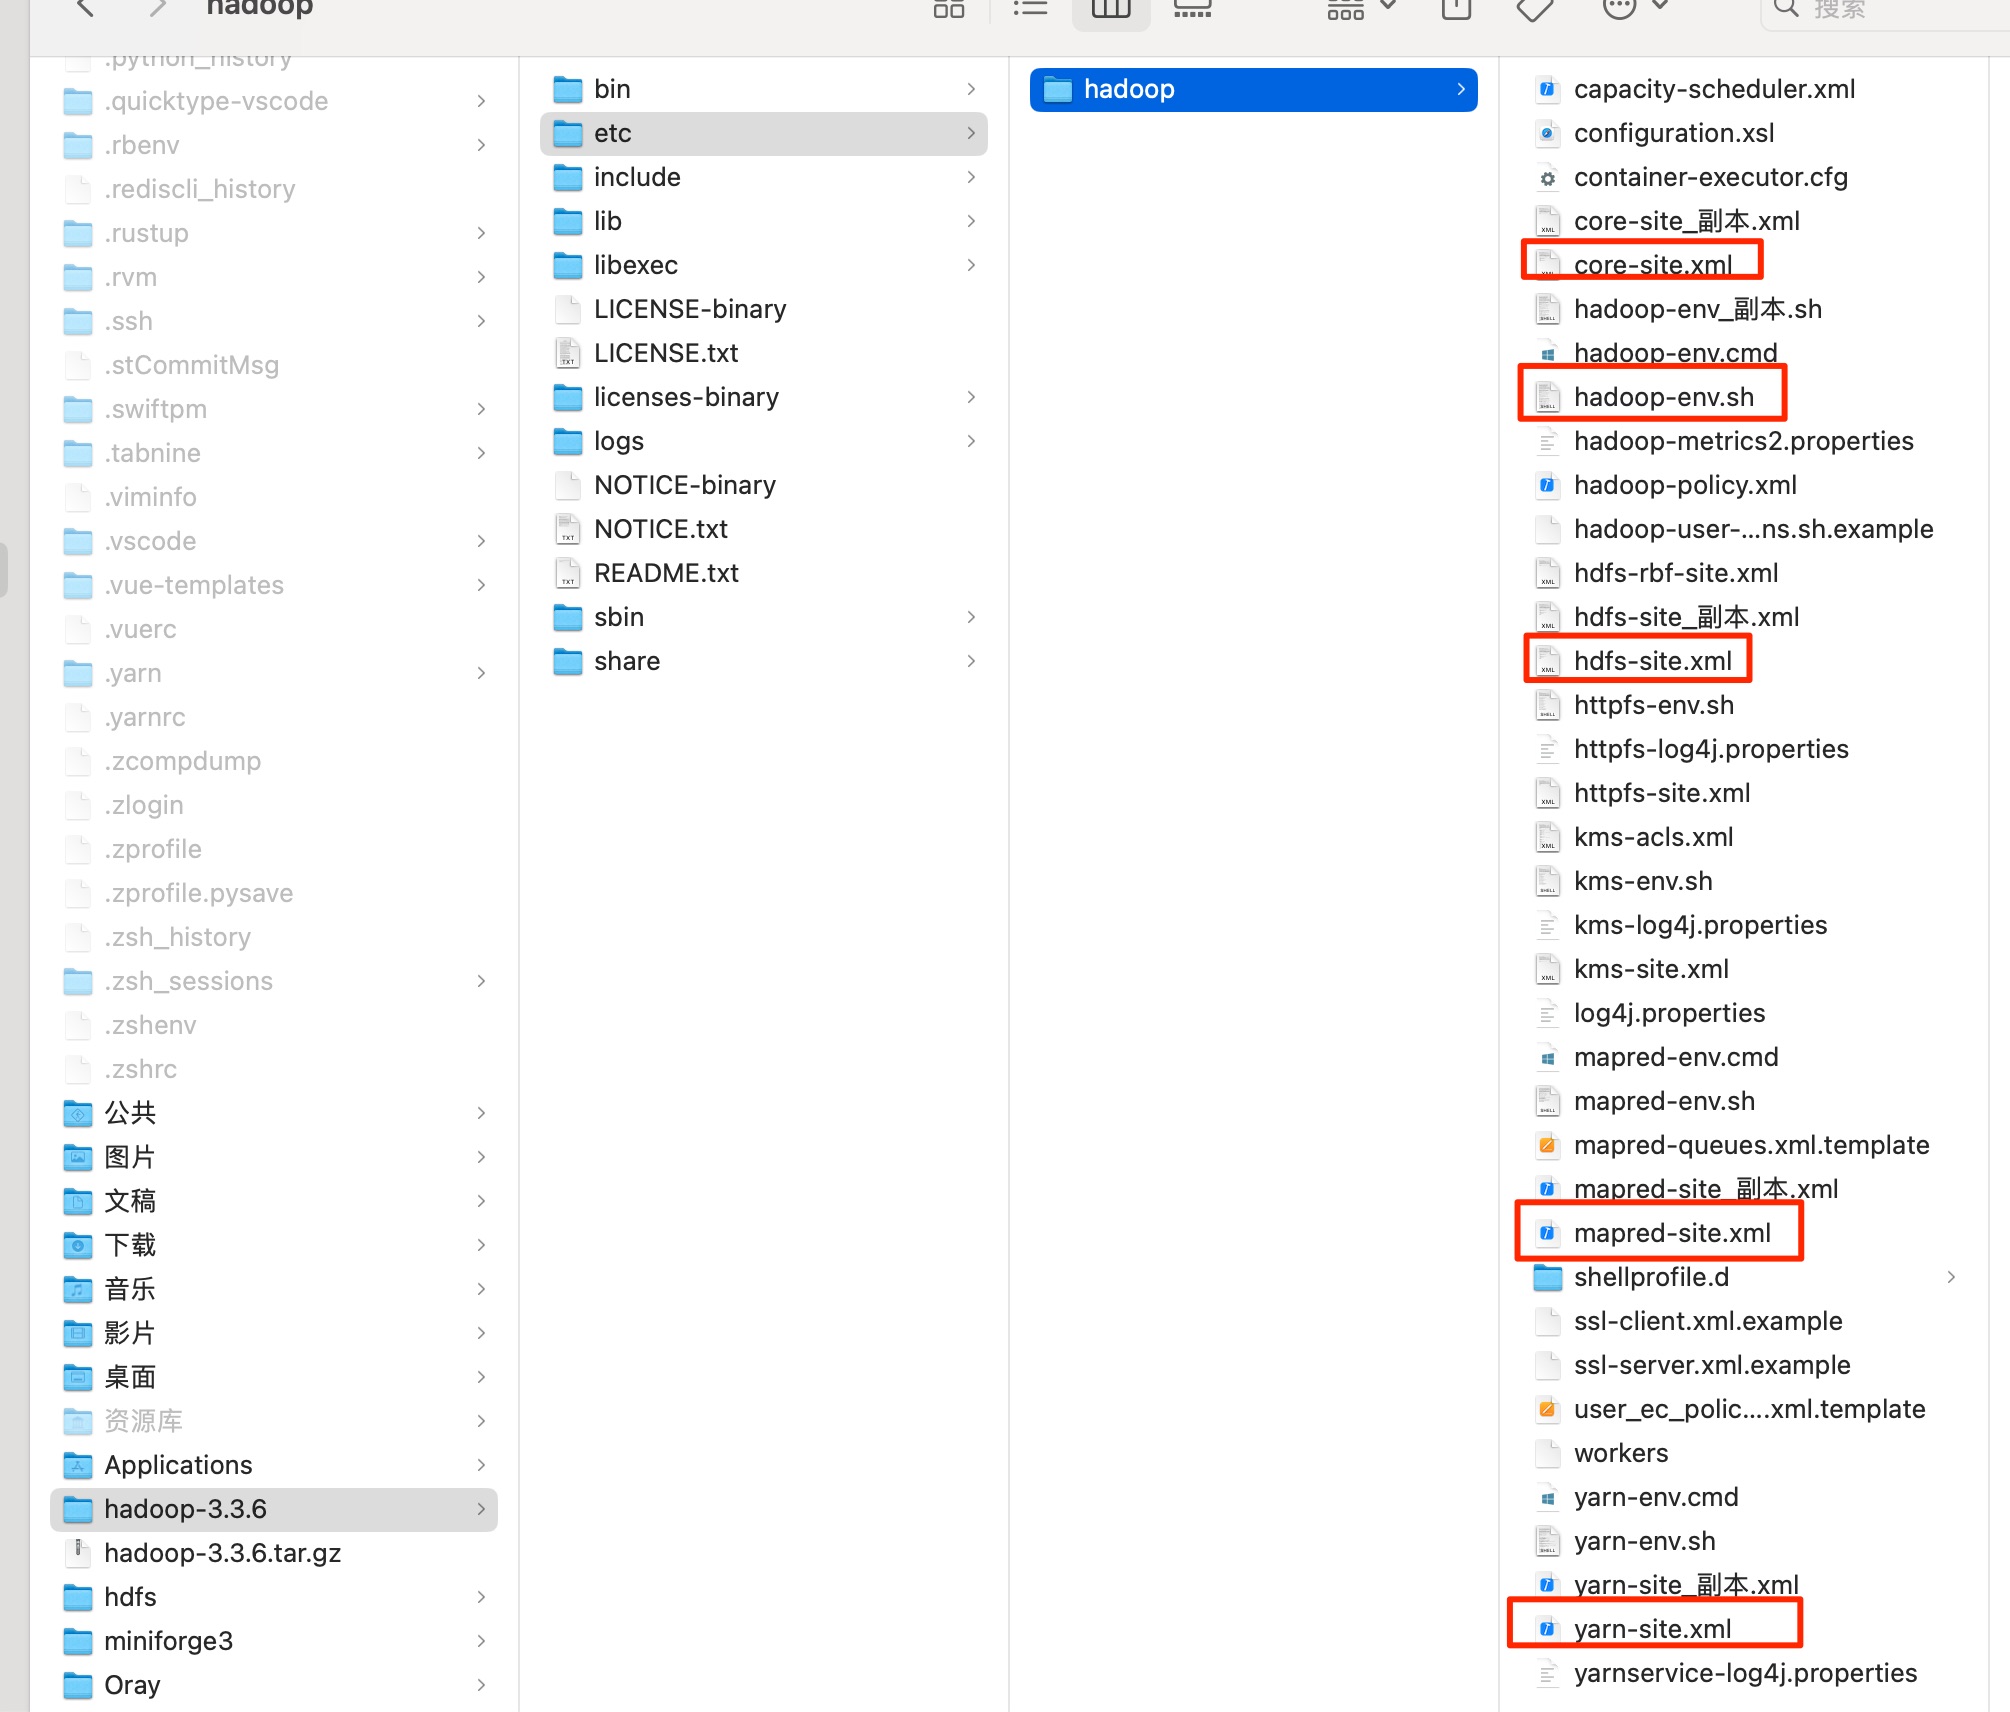 hadoop
搜索
.python_history
.quicktype-vscode
.rbenv
.rediscli_history
.rustup
.rvm
.ssh
.stCommitMsg
.swiftpm
.tabnine
.viminfo
.vscode
.vue-templates
.vuerc
.yarn
.yarnrc
.zcompdump
.zlogin
.zprofile
.zprofile.pysave
.zsh_history
.zsh_sessions
.zshenv
.zshrc
公共
图片
文稿
下载
音乐
影片
桌面
资源库
Applications
hadoop-3.3.6
hadoop-3.3.6.tar.gz
hdfs
miniforge3
Oray
bin
etc
include
lib
libexec
LICENSE-binary
LICENSE.txt
licenses-binary
logs
NOTICE-binary
NOTICE.txt
README.txt
sbin
share
hadoop
capacity-scheduler.xml
configuration.xsl
container-executor.cfg
core-site_副本.xml
core-site.xml
hadoop-env_副本.sh
hadoop-env.cmd
hadoop-env.sh
hadoop-metrics2.properties
hadoop-policy.xml
hadoop-user-...ns.sh.example
hdfs-rbf-site.xml
hdfs-site_副本.xml
hdfs-site.xml
httpfs-env.sh
httpfs-log4j.properties
httpfs-site.xml
kms-acls.xml
kms-env.sh
kms-log4j.properties
kms-site.xml
log4j.properties
mapred-env.cmd
mapred-env.sh
mapred-queues.xml.template
mapred-site_副本.xml
mapred-site.xml
shellprofile.d
ssl-client.xml.example
ssl-server.xml.example
user_ec_polic....xml.template
workers
yarn-env.cmd
yarn-env.sh
yarn-site_副本.xml
yarn-site.xml
yarnservice-log4j.properties